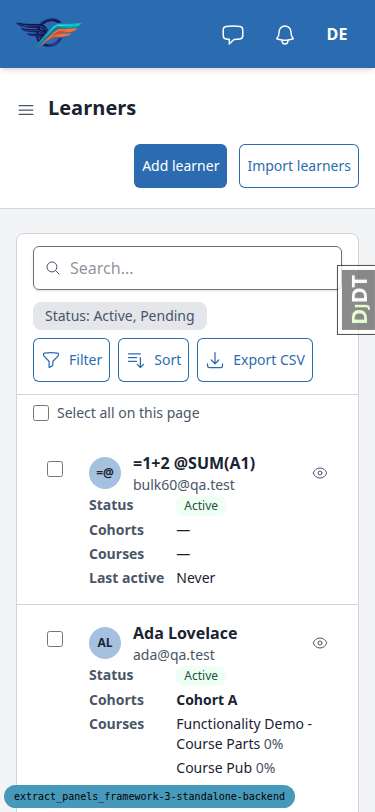 DE
Learners
Add learner
Import learners
Search...
DJDT
Status: Active, Pending
Filter
Sort
Export CSV
Select all on this page
=@
=1+2 @SUM(A1)
bulk60@qa.test
Status Active
Cohorts —
Courses —
Last active Never
AL
Ada Lovelace
ada@qa.test
Status Active
Cohorts Cohort A
Courses Functionality Demo -
Course Parts 0%
Course Pub 0%
extract_panels_framework-3-standalone-backend